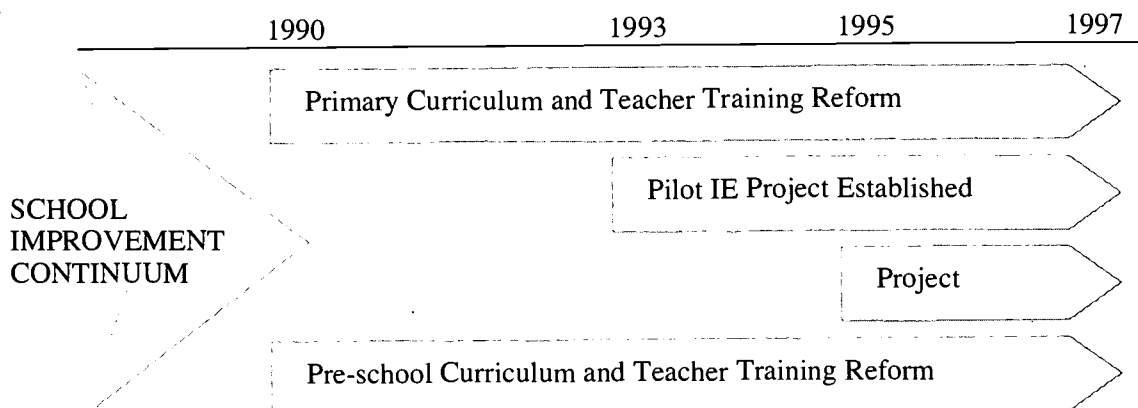 1990 1993 1995 1997
Primary Curriculum and Teacher Training Reform
Pilot IE Project Established
SCHOOL
IMPROVEMENT
CONTINUUM
Project
Pre-school Curriculum and Teacher Training Reform